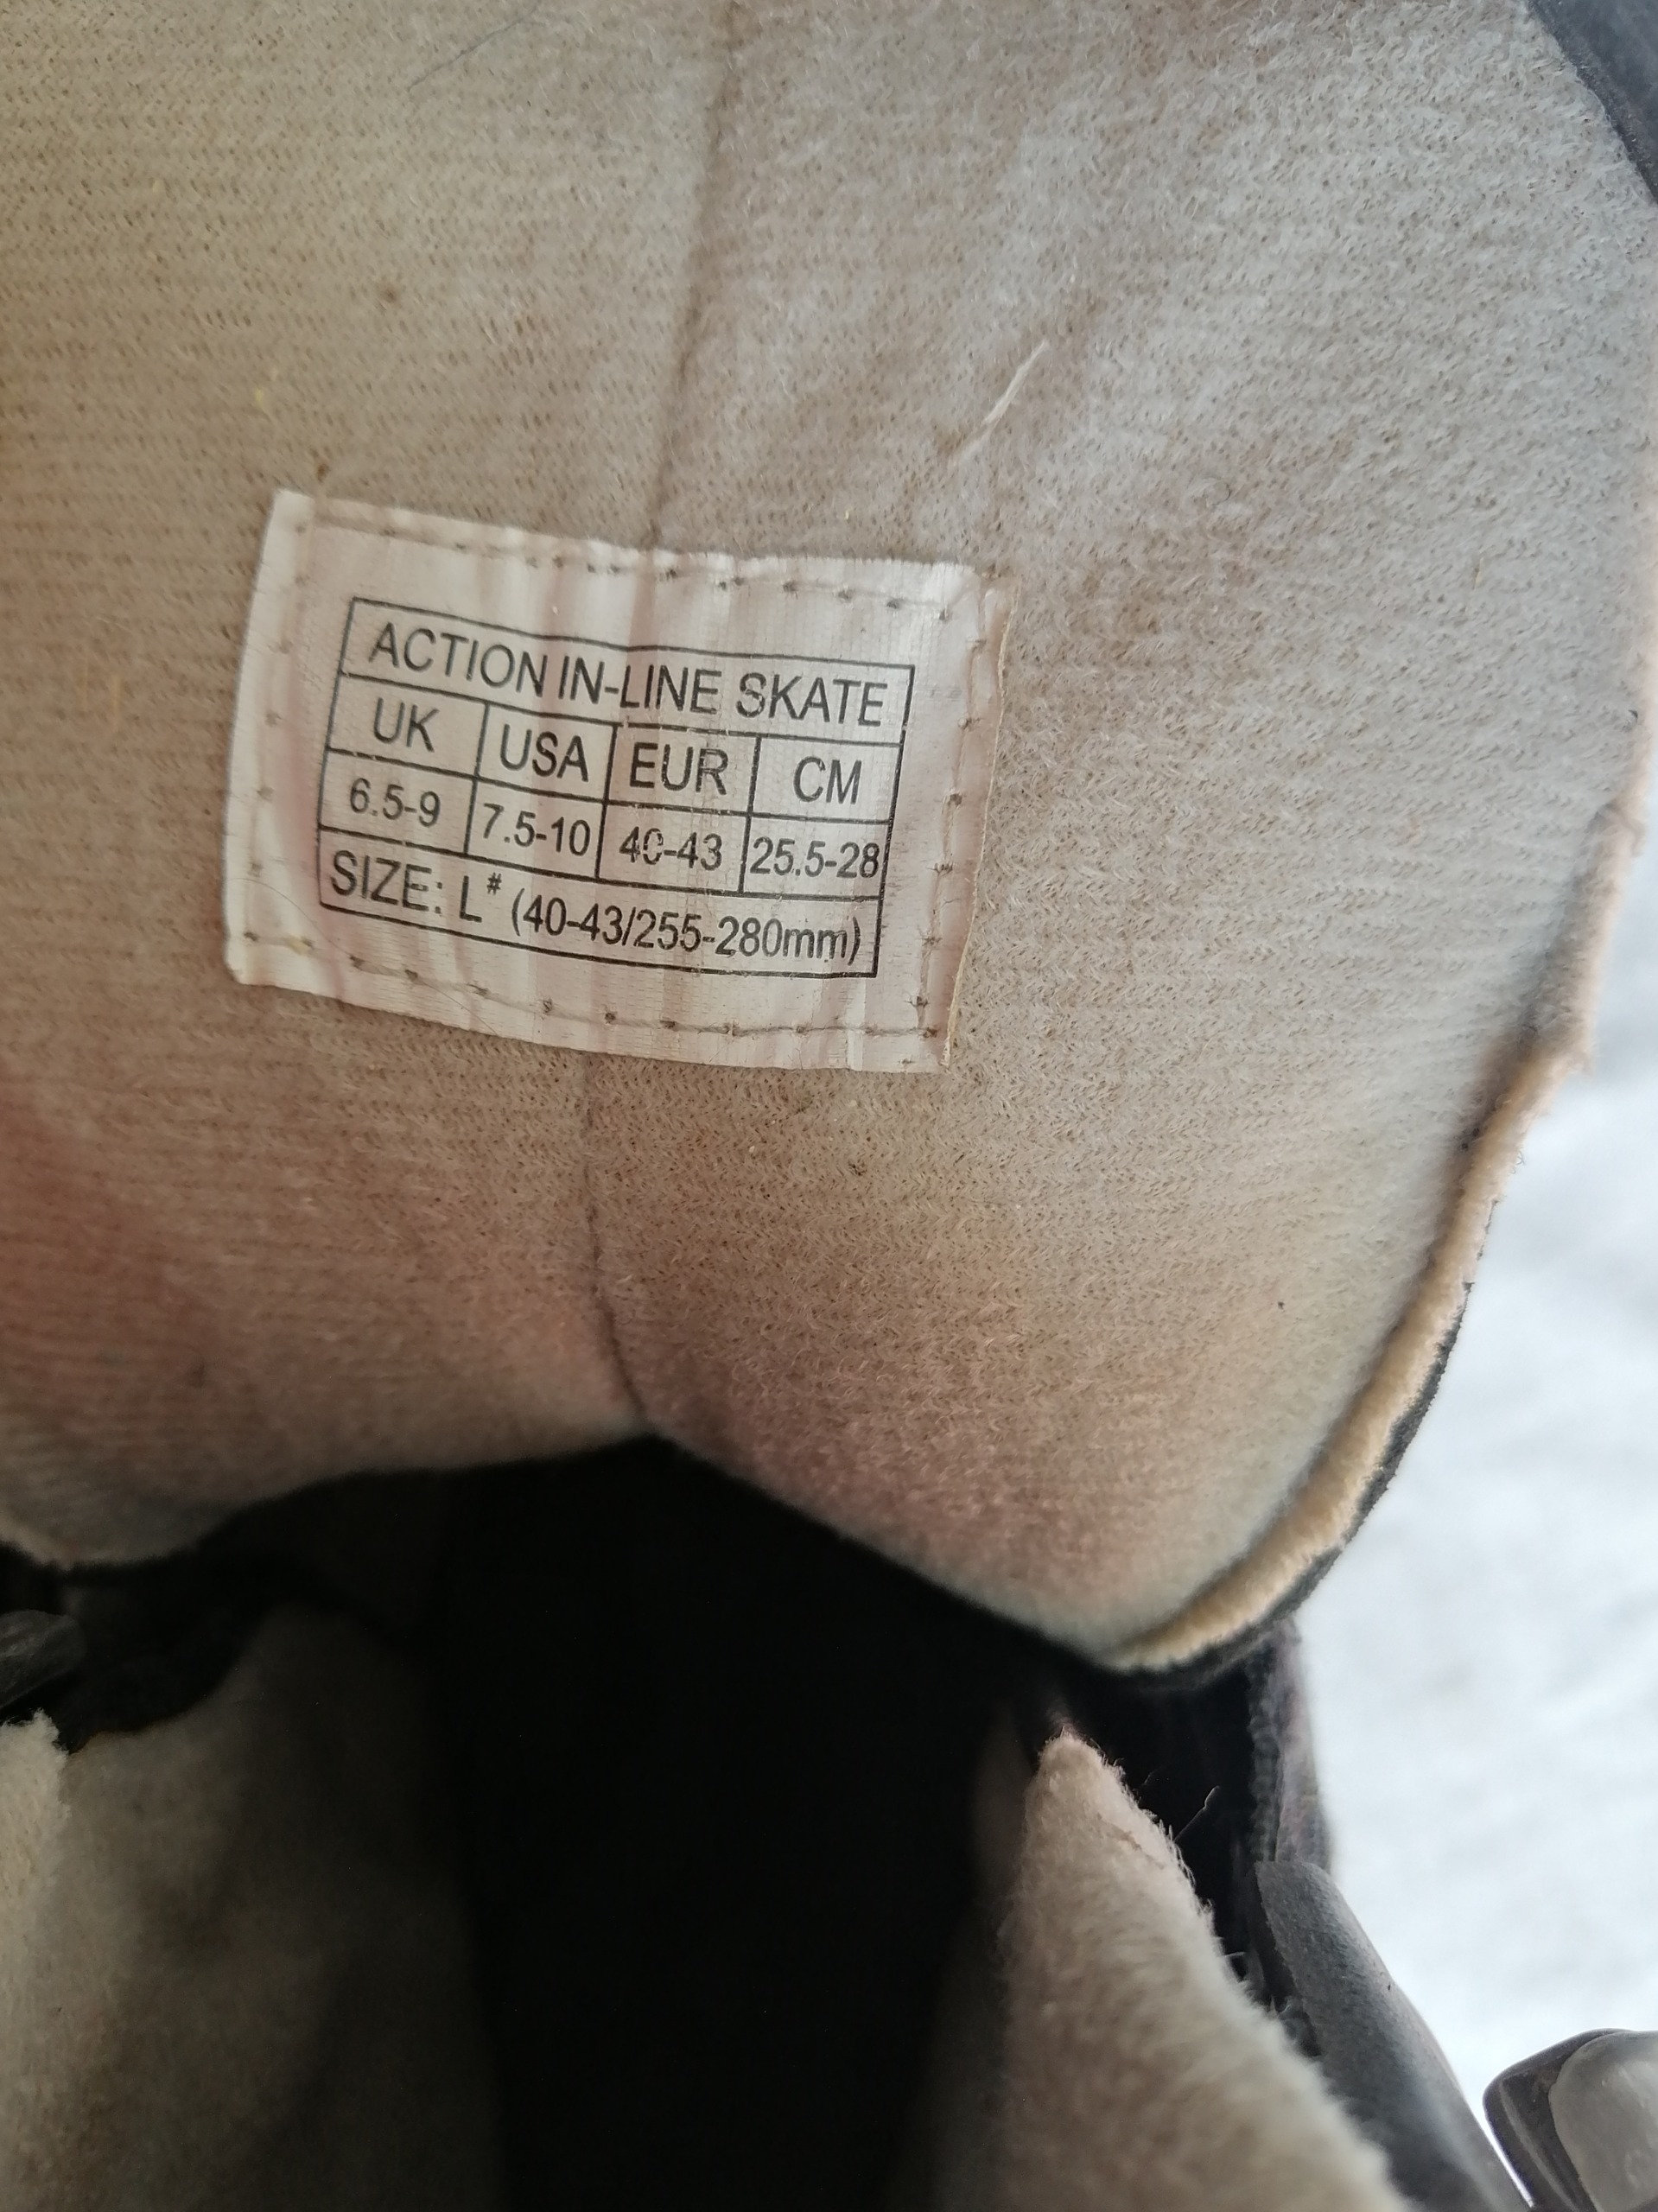 ACTION IN-LINE SKATE
UK USA EUR CM
6.5-9 7.5-10 40-43 25.5-28
SIZE: L# (40-43/255-280mm)